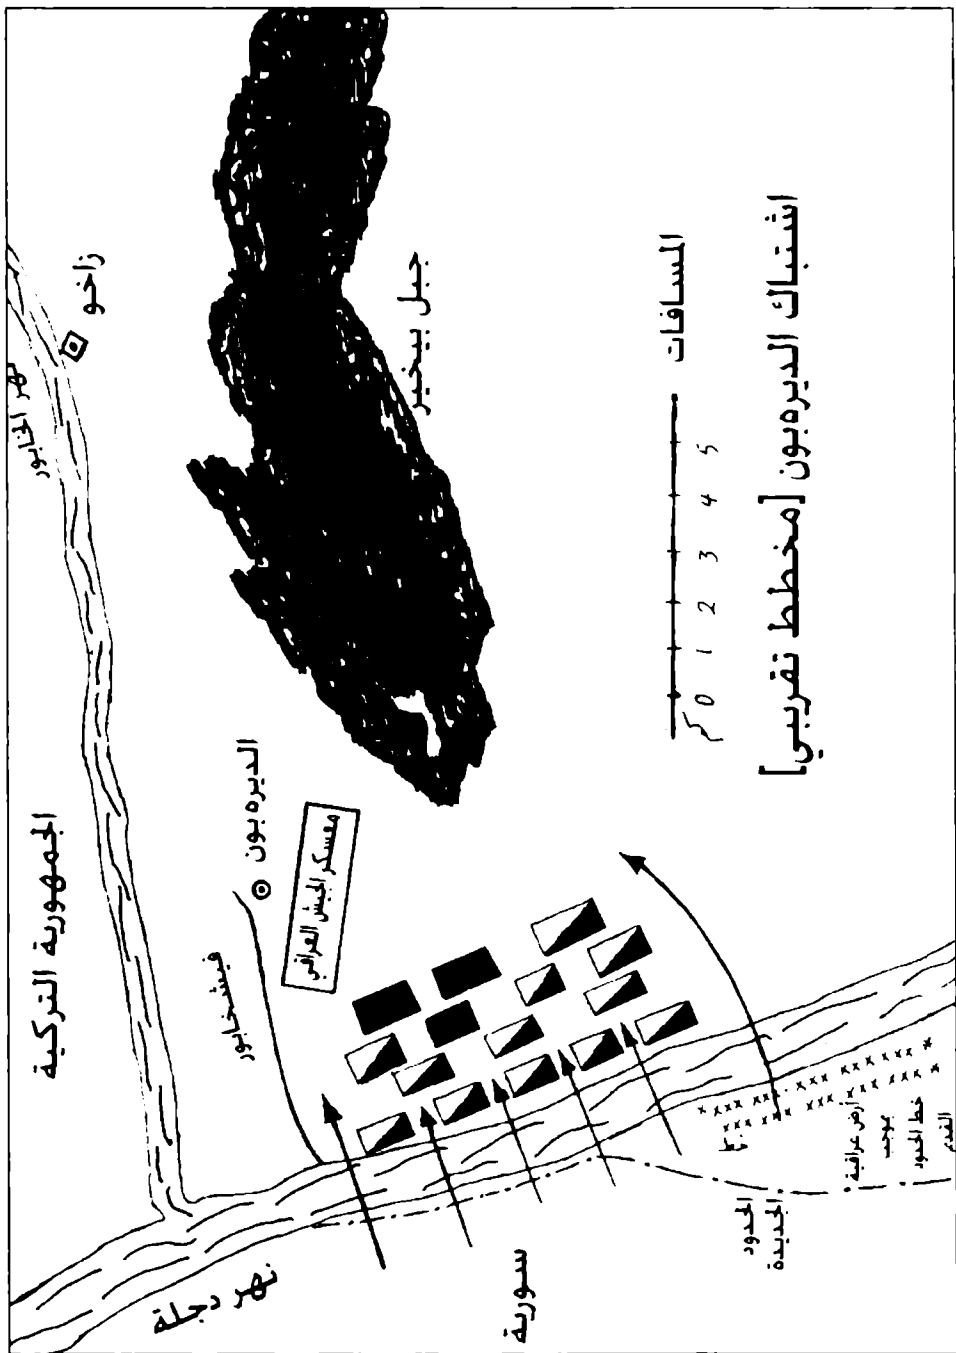 اشتباك الديره بون [مخطط تقريبي]
المسافات
كم 0 1 2 3 4 5
جبل بيخير
زاخو
نهر الخابور
الجمهورية التركية
الديره بون
معسكر الجيش العراقي
فيشخابور
نهر دجلة
سورية
الحدود
الجديدة
أرض عراقية
بموجب
خط الحدود
القديم